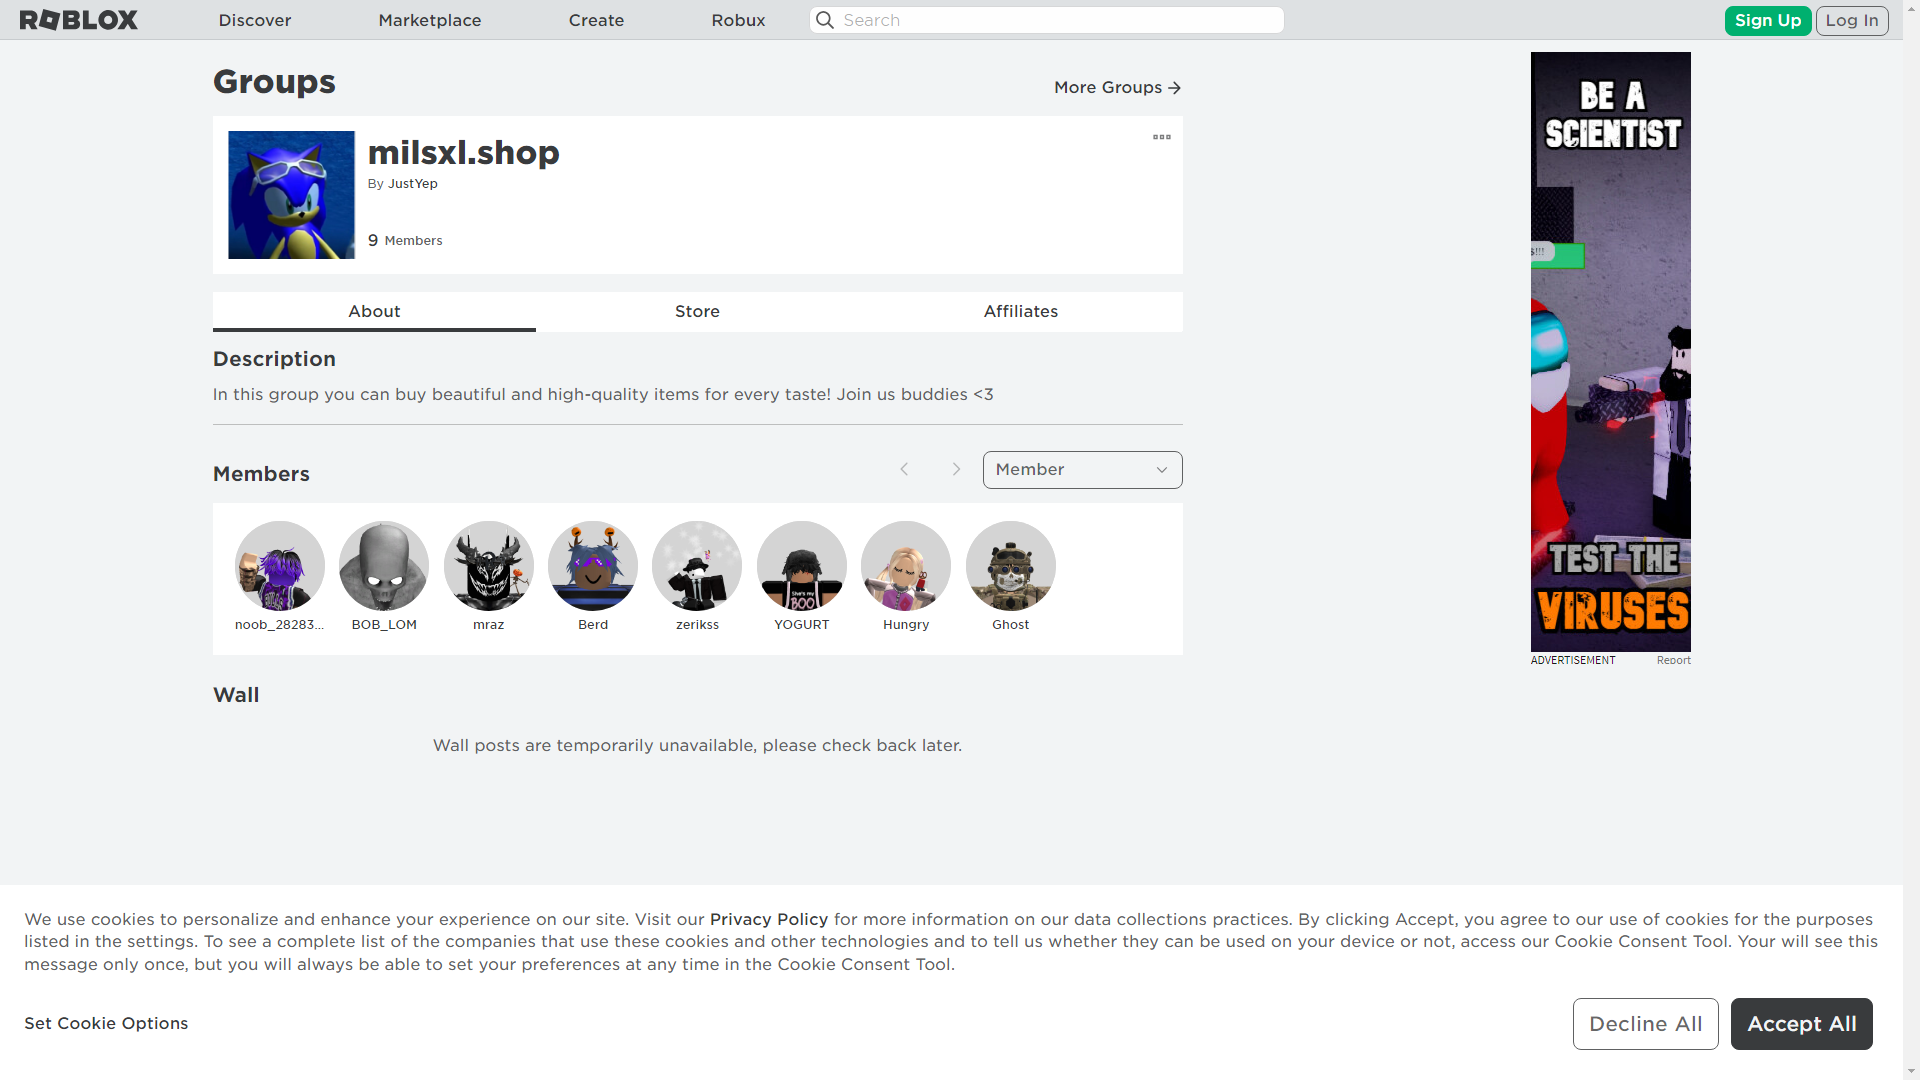 ROBLOX
Discover
Marketplace
Create
Robux
Search
Sign Up
Log In
Groups
More Groups
milsxl.shop
By JustYep
9 Members
About
Store
Affiliates
Description
In this group you can buy beautiful and high-quality items for every taste! Join us buddies <3
Members
Member
She's my
BOO
noob_28283...
BOB_LOM
mraz
Berd
zerikss
YOGURT
Hungry
Ghost
Wall
Wall posts are temporarily unavailable, please check back later.
BE A
SCIENTIST
TEST THE
VIRUSES
ADVERTISEMENT
Report
We use cookies to personalize and enhance your experience on our site. Visit our Privacy Policy for more information on our data collections practices. By clicking Accept, you agree to our use of cookies for the purposes
listed in the settings. To see a complete list of the companies that use these cookies and other technologies and to tell us whether they can be used on your device or not, access our Cookie Consent Tool. Your will see this
message only once, but you will always be able to set your preferences at any time in the Cookie Consent Tool.
Set Cookie Options
Decline All
Accept All